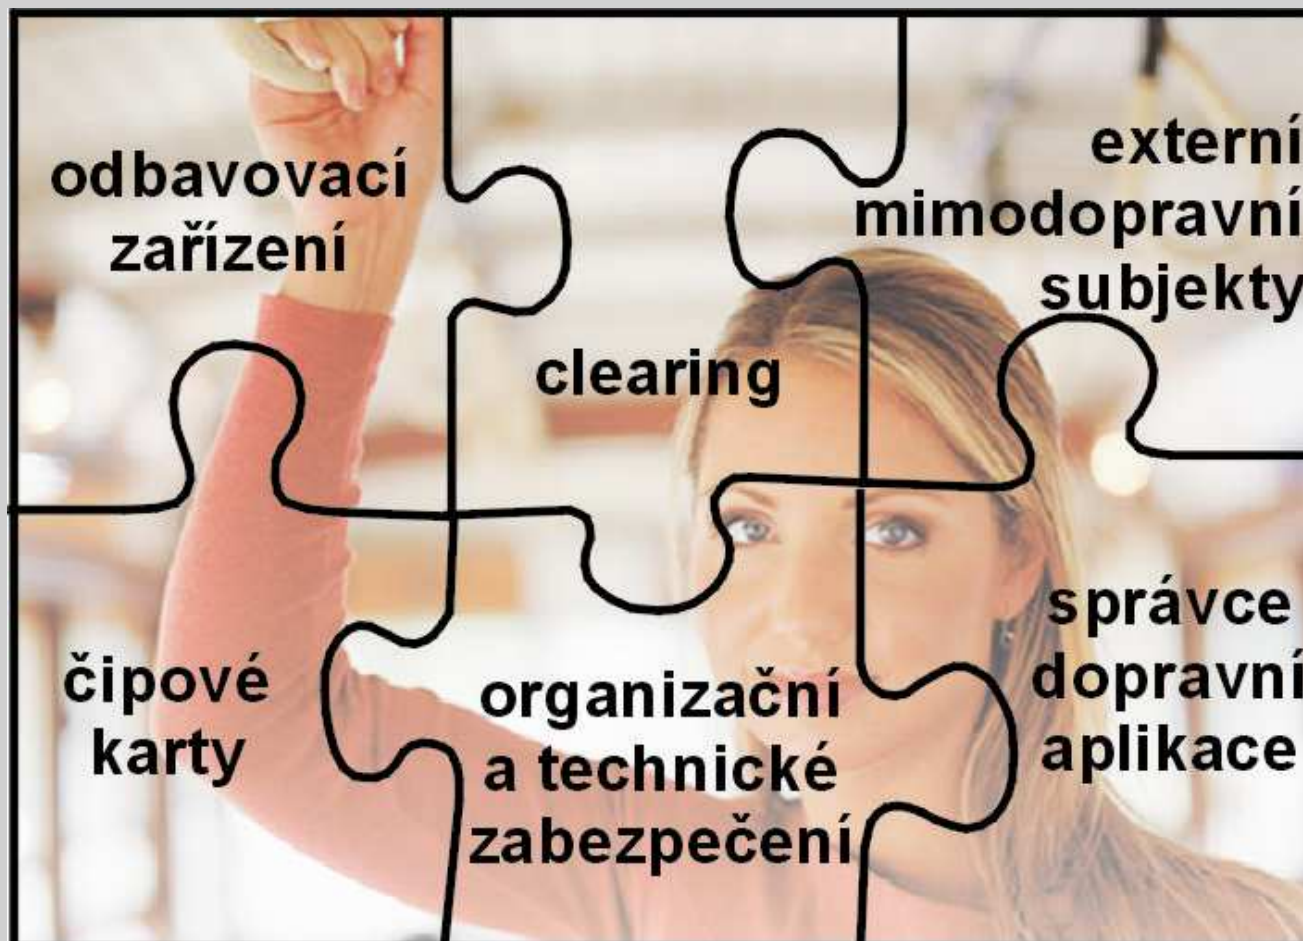 odbavovací
zařízení
clearing
externí
mimodopravní
subjekty
čipové
karty
organizační
a technické
zabezpečení
správce
dopravní
aplikace